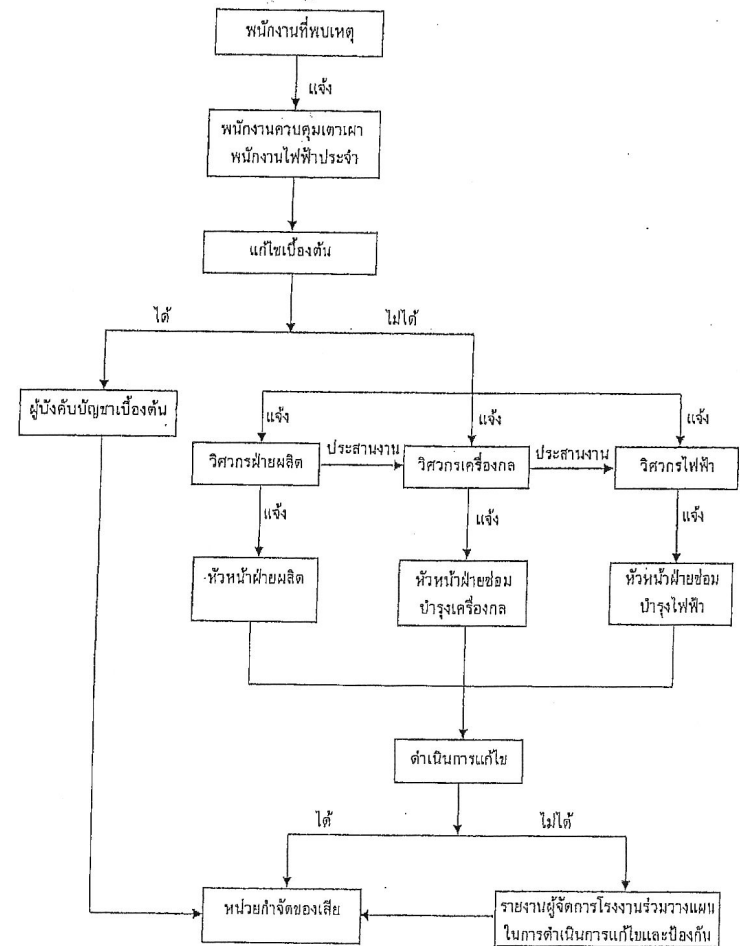 พนักงานที่พบเหตุ
แจ้ง
พนักงานควบคุมเตาเผา
พนักงานไฟฟ้าประจำ
แก้ไขเบื้องต้น
ได้
ไม่ได้
ผู้บังคับบัญชาเบื้องต้น
แจ้ง
แจ้ง
แจ้ง
วิศวกรฝ่ายผลิต
ประสานงาน
วิศวกรเครื่องกล
ประสานงาน
วิศวกรไฟฟ้า
แจ้ง
แจ้ง
แจ้ง
หัวหน้าฝ่ายผลิต
หัวหน้าฝ่ายซ่อม
บำรุงเครื่องกล
หัวหน้าฝ่ายซ่อม
บำรุงไฟฟ้า
ดำเนินการแก้ไข
ได้
ไม่ได้
หน่วยกำจัดของเสีย
รายงานผู้จัดการโรงงานร่วมวางแผน
ในการดำเนินการแก้ไขและป้องกัน